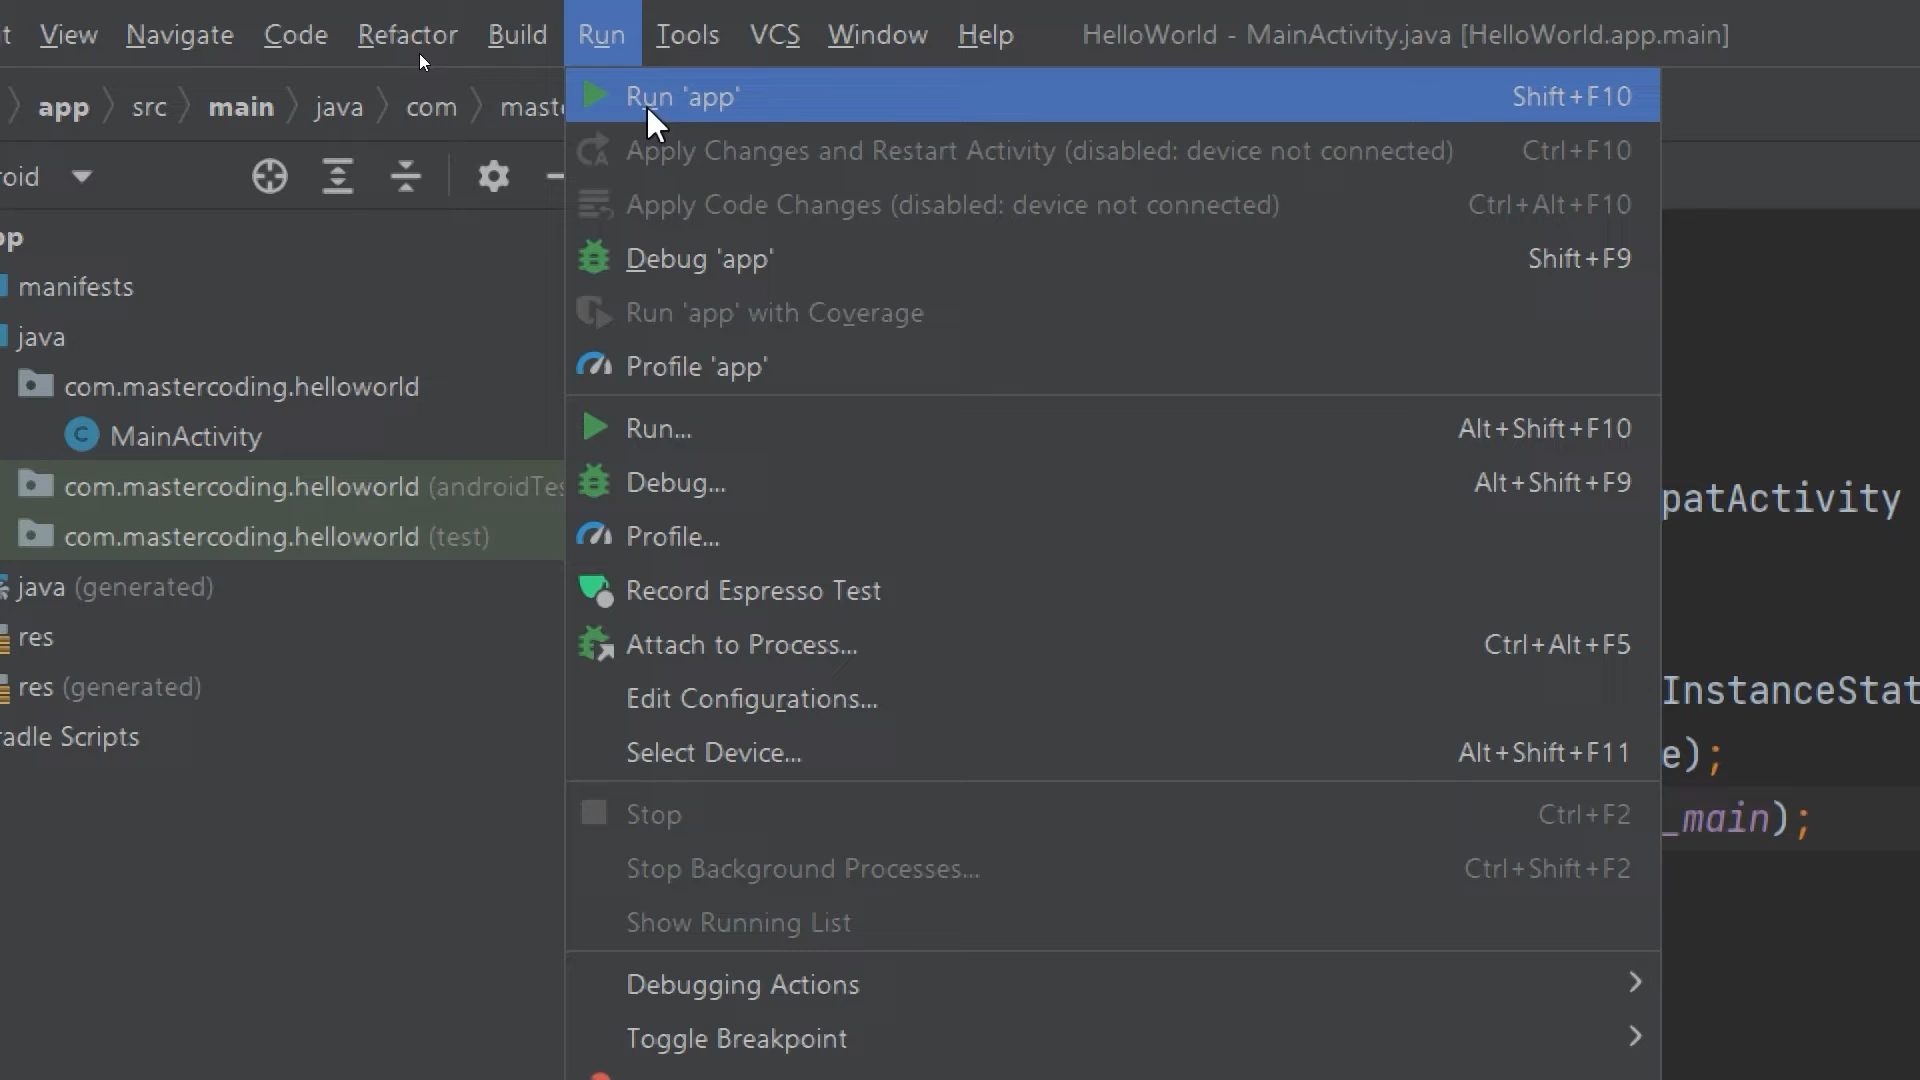 t View Navigate Code Refactor Build Run Tools VCS Window Help HelloWorld - MainActivity.java [HelloWorld.app.main]
app src main java com mast
roid
pp
manifests
java
com.mastercoding.helloworld
MainActivity
com.mastercoding.helloworld (androidTes
com.mastercoding.helloworld (test)
java (generated)
res
res (generated)
radle Scripts
Run 'app' Shift+F10
Apply Changes and Restart Activity (disabled: device not connected) Ctrl+F10
Apply Code Changes (disabled: device not connected) Ctrl+Alt+F10
Debug 'app' Shift+F9
Run 'app' with Coverage
Profile 'app'
Run... Alt+Shift+F10
Debug... Alt+Shift+F9
Profile...
Record Espresso Test
Attach to Process... Ctrl+Alt+F5
Edit Configurations...
Select Device... Alt+Shift+F11
Stop Ctrl+F2
Stop Background Processes... Ctrl+Shift+F2
Show Running List
Debugging Actions
Toggle Breakpoint
patActivity
InstanceStat
e);
_main);